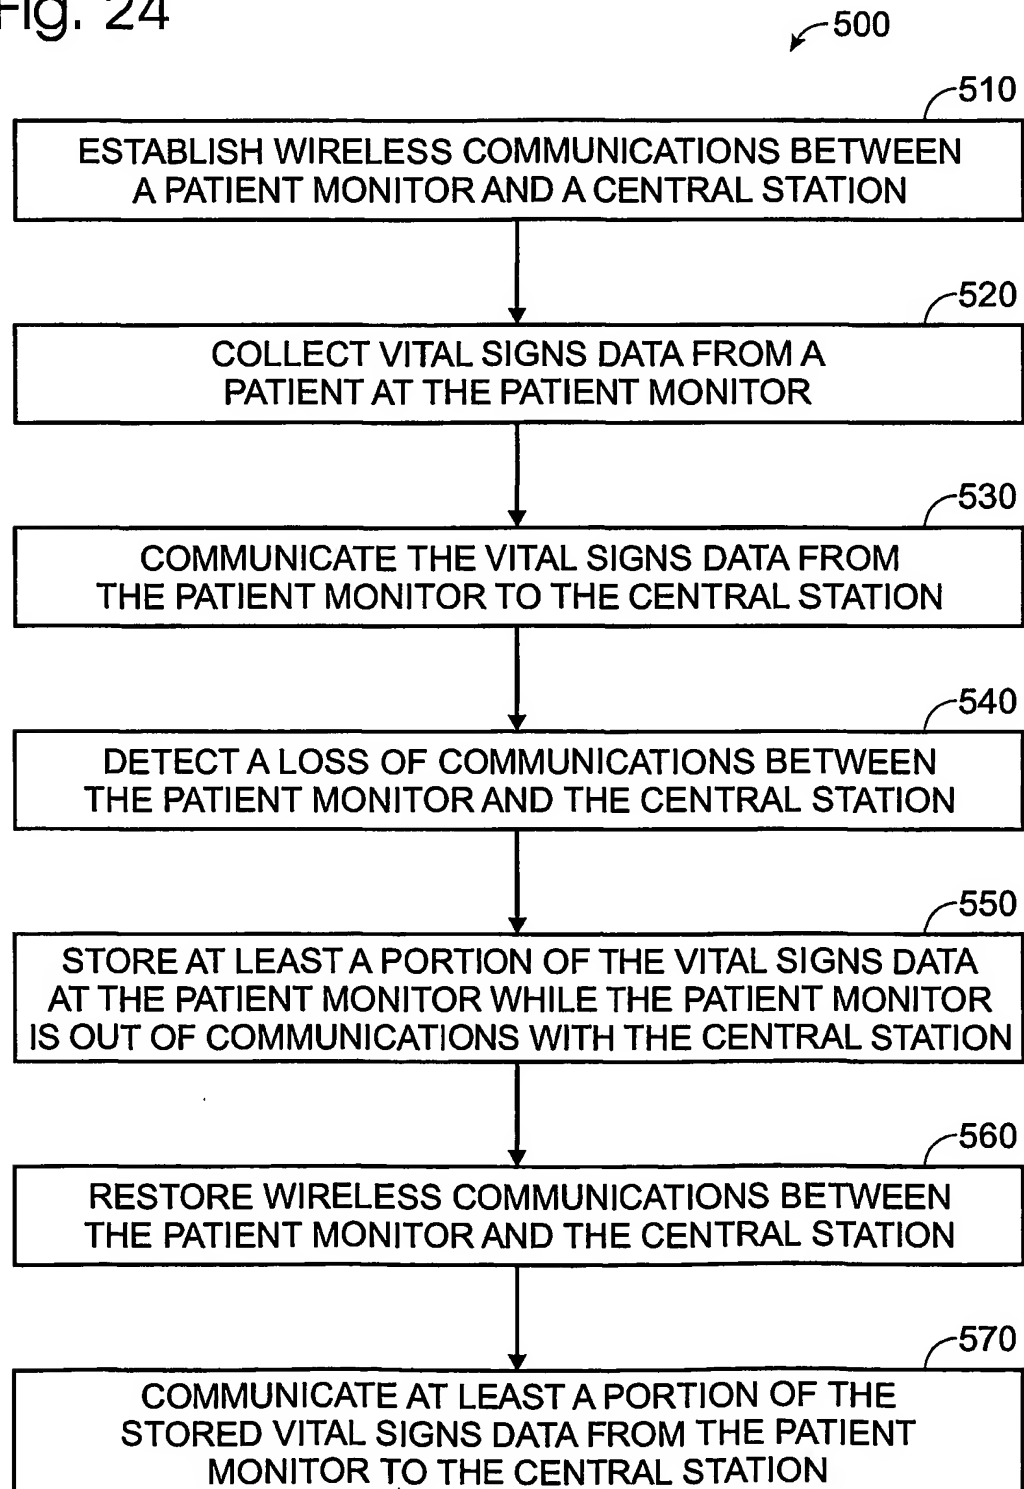 Fig. 24
500
510
ESTABLISH WIRELESS COMMUNICATIONS BETWEEN
A PATIENT MONITOR AND A CENTRAL STATION
520
COLLECT VITAL SIGNS DATA FROM A
PATIENT AT THE PATIENT MONITOR
530
COMMUNICATE THE VITAL SIGNS DATA FROM
THE PATIENT MONITOR TO THE CENTRAL STATION
540
DETECT A LOSS OF COMMUNICATIONS BETWEEN
THE PATIENT MONITOR AND THE CENTRAL STATION
550
STORE AT LEAST A PORTION OF THE VITAL SIGNS DATA
AT THE PATIENT MONITOR WHILE THE PATIENT MONITOR
IS OUT OF COMMUNICATIONS WITH THE CENTRAL STATION
560
RESTORE WIRELESS COMMUNICATIONS BETWEEN
THE PATIENT MONITOR AND THE CENTRAL STATION
570
COMMUNICATE AT LEAST A PORTION OF THE
STORED VITAL SIGNS DATA FROM THE PATIENT
MONITOR TO THE CENTRAL STATION